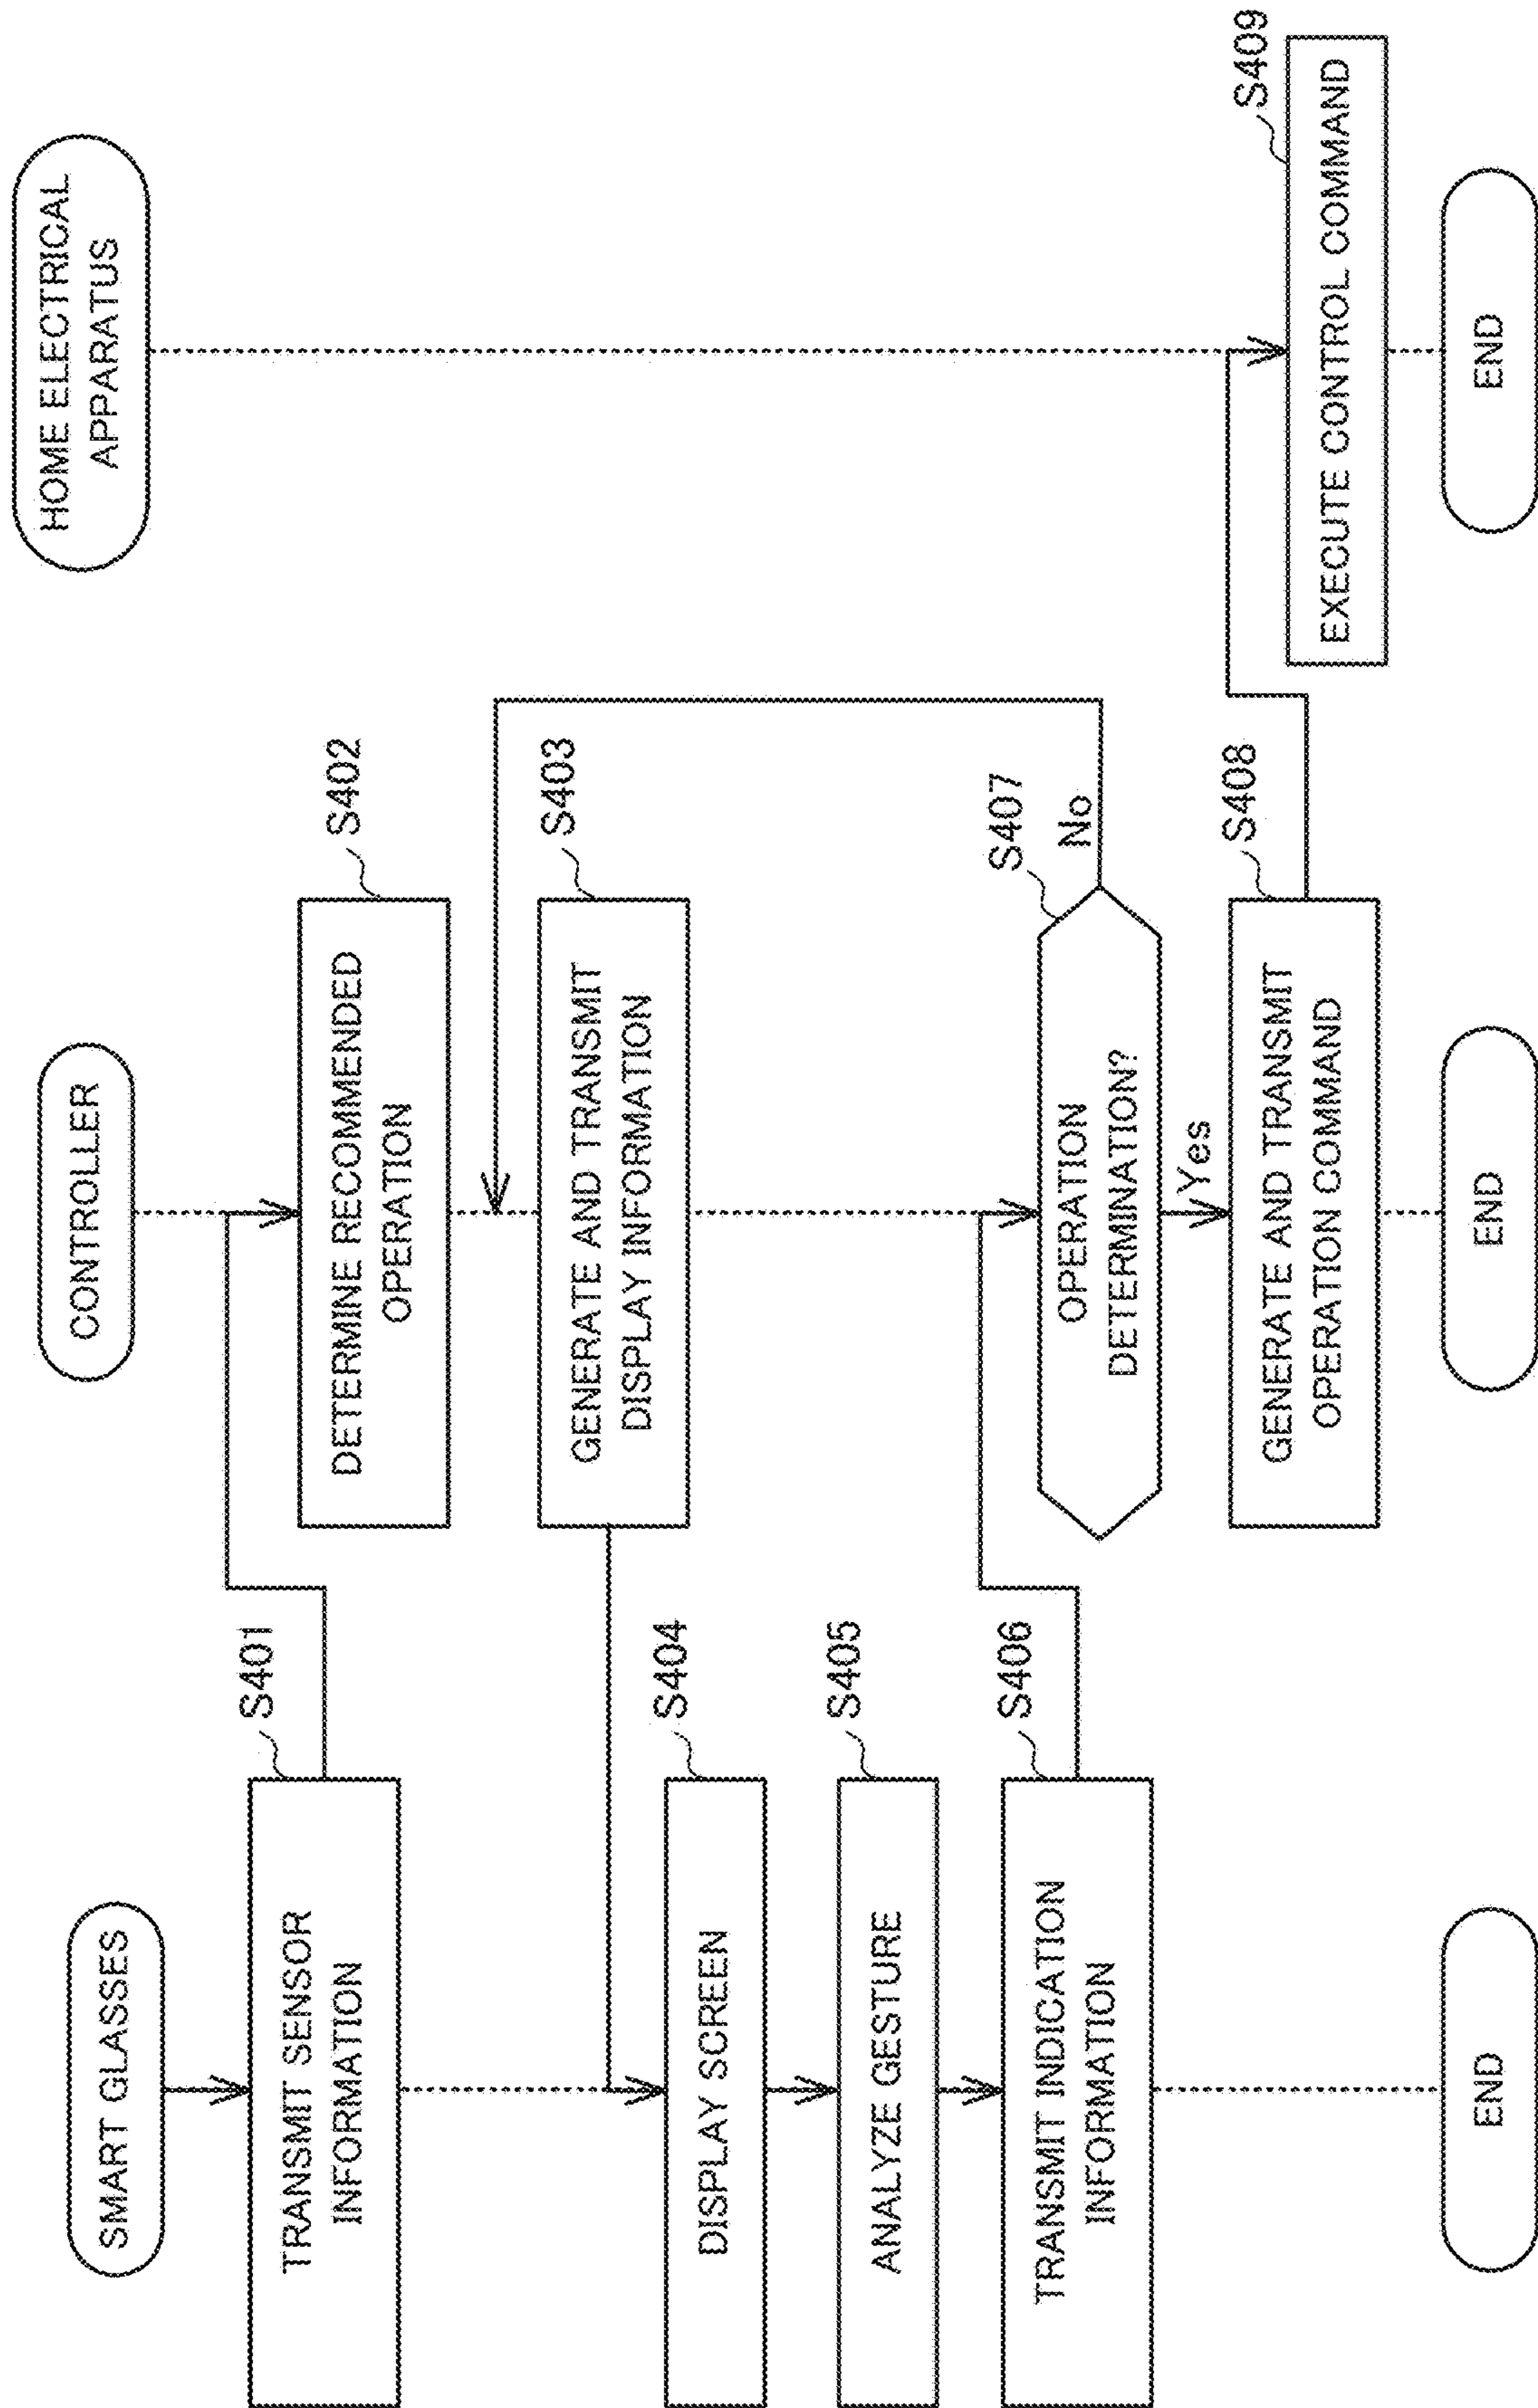 SMART GLASSES
CONTROLLER
HOME ELECTRICAL
APPARATUS
S401
TRANSMIT SENSOR
INFORMATION
S402
DETERMINE RECOMMENDED
OPERATION
S403
GENERATE AND TRANSMIT
DISPLAY INFORMATION
S404
DISPLAY SCREEN
S405
ANALYZE GESTURE
S406
TRANSMIT INDICATION
INFORMATION
S407
OPERATION
DETERMINATION?
No
Yes
S408
GENERATE AND TRANSMIT
OPERATION COMMAND
S409
EXECUTE CONTROL COMMAND
END
END
END